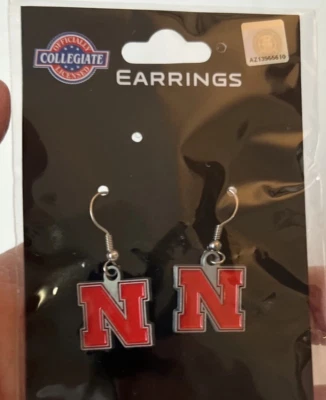 OFFICIALLY
COLLEGIATE
LICENSED
EARRINGS
N
N